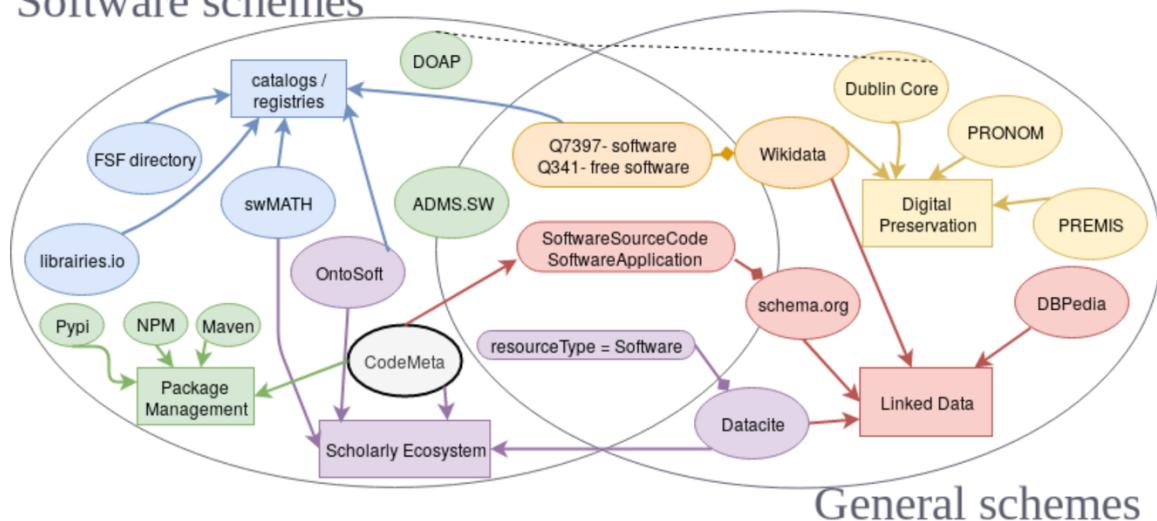 Software schemes
DOAP
catalogs /
registries
Dublin Core
PRONOM
FSF directory
Q7397- software
Q341- free software
Wikidata
swMATH
ADMS.SW
Digital
Preservation
PREMIS
librairies.io
OntoSoft
SoftwareSourceCode
SoftwareApplication
schema.org
DBPedia
Pypi
NPM
Maven
CodeMeta
resourceType = Software
Package
Management
Linked Data
Datacite
Scholarly Ecosystem
General schemes